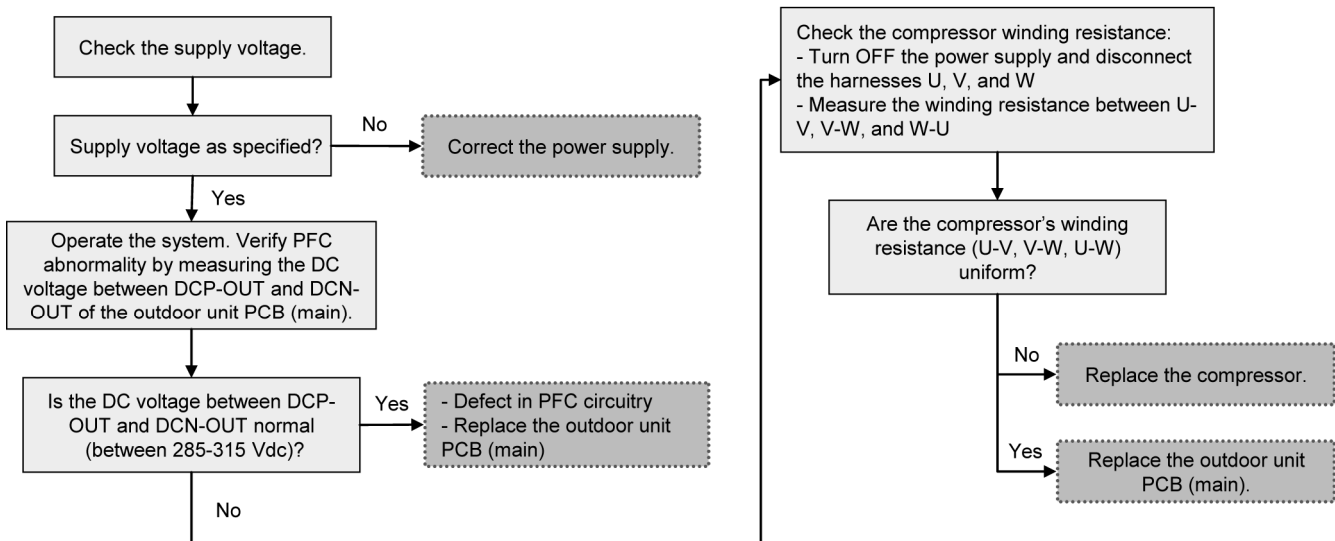 Check the supply voltage.
Supply voltage as specified?
No
Correct the power supply.
Yes
Operate the system. Verify PFC
abnormality by measuring the DC
voltage between DCP-OUT and DCN-
OUT of the outdoor unit PCB (main).
Is the DC voltage between DCP-
OUT and DCN-OUT normal
(between 285-315 Vdc)?
Yes
- Defect in PFC circuitry
- Replace the outdoor unit
PCB (main)
No
Check the compressor winding resistance:
- Turn OFF the power supply and disconnect
the harnesses U, V, and W
- Measure the winding resistance between U-
V, V-W, and W-U
Are the compressor's winding
resistance (U-V, V-W, U-W)
uniform?
No
Replace the compressor.
Yes
Replace the outdoor unit
PCB (main).